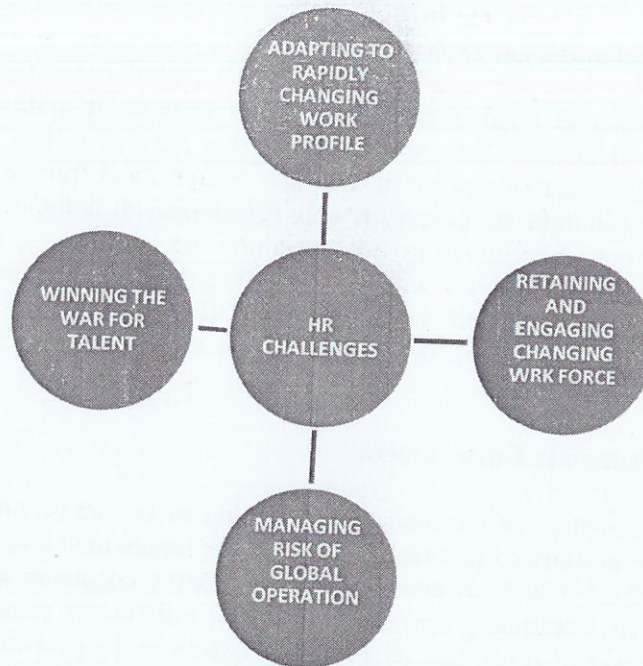 ADAPTING TO
RAPIDLY
CHANGING
WORK
PROFILE
WINNING THE
WAR FOR
TALENT
HR
CHALLENGES
RETAINING
AND
ENGAGING
CHANGING
WRK FORCE
MANAGING
RISK OF
GLOBAL
OPERATION